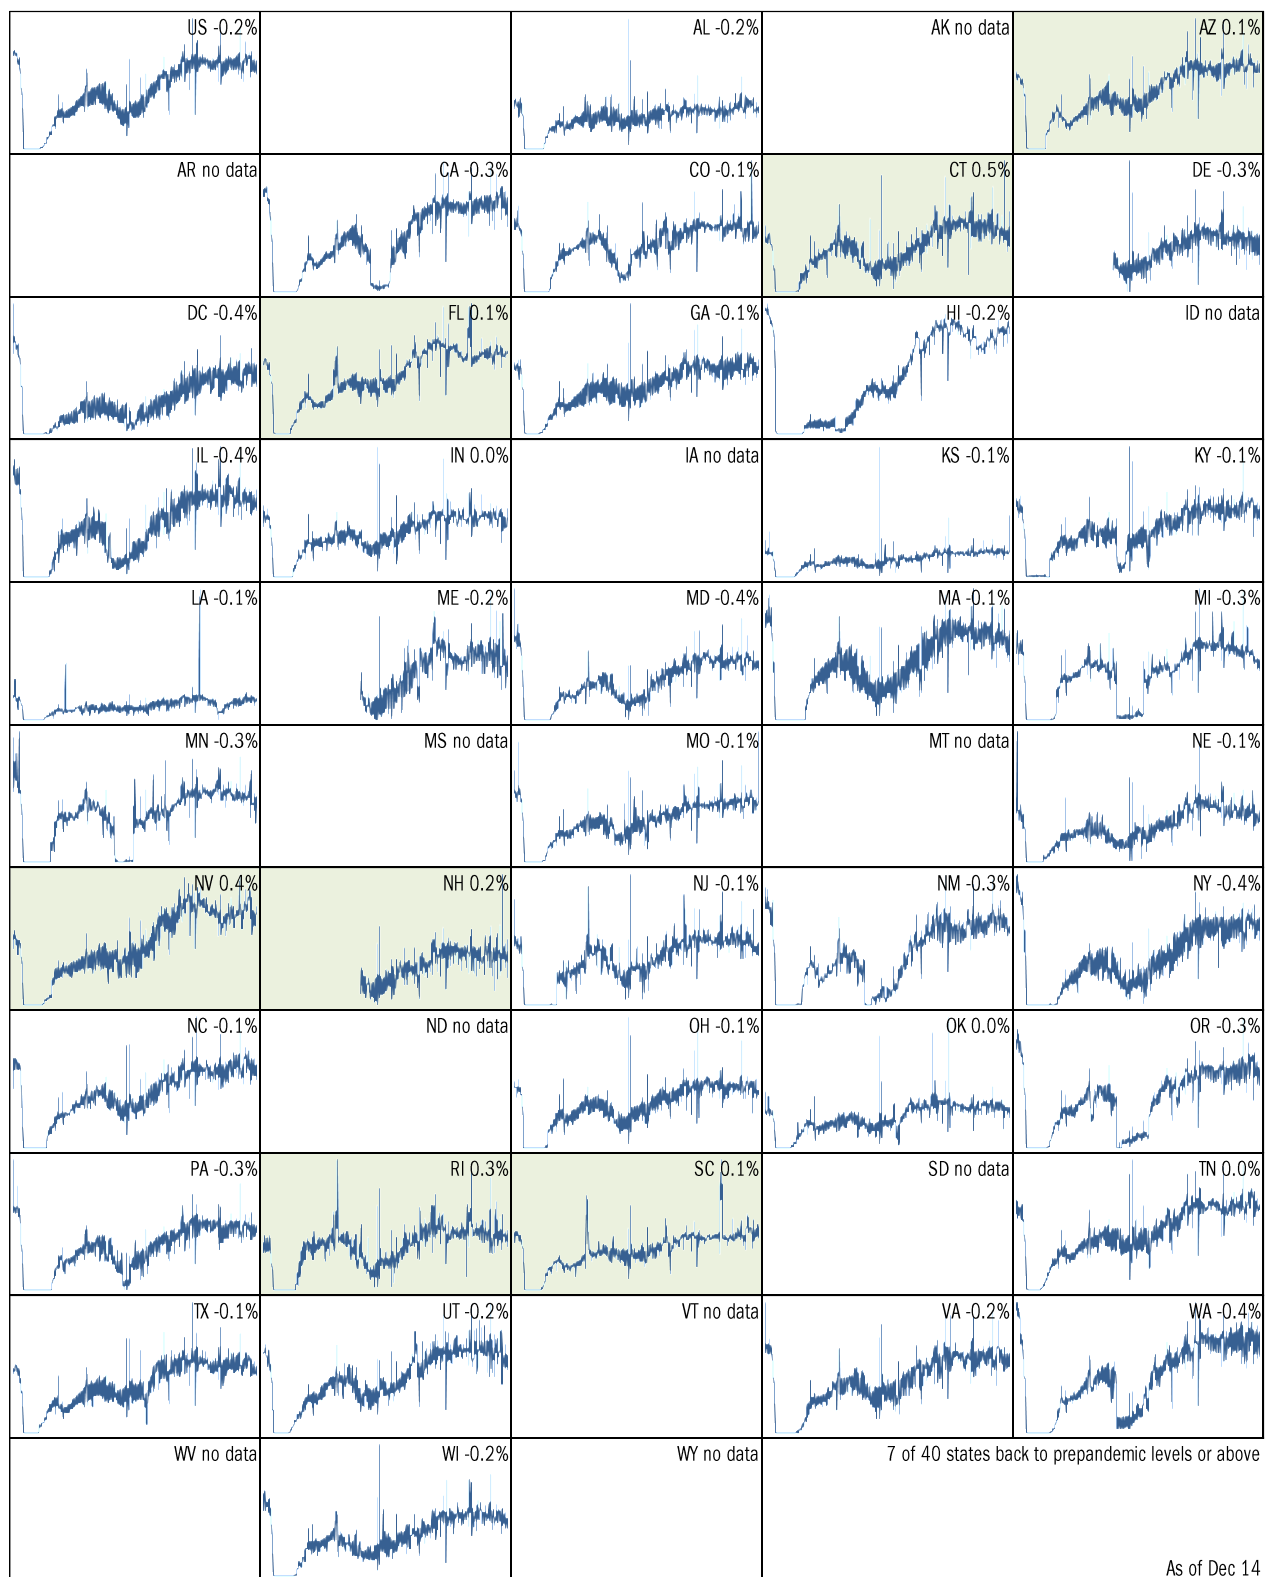 US -0.2%
AL -0.2%
AK no data
AZ 0.1%
AR no data
CA -0.3%
CO -0.1%
CT 0.5%
DE -0.3%
DC -0.4%
FL 0.1%
GA -0.1%
HI -0.2%
ID no data
IL -0.4%
IN 0.0%
IA no data
KS -0.1%
KY -0.1%
LA -0.1%
ME -0.2%
MD -0.4%
MA -0.1%
MI -0.3%
MN -0.3%
MS no data
MO -0.1%
MT no data
NE -0.1%
NV 0.4%
NH 0.2%
NJ -0.1%
NM -0.3%
NY -0.4%
NC -0.1%
ND no data
OH -0.1%
OK 0.0%
OR -0.3%
PA -0.3%
RI 0.3%
SC 0.1%
SD no data
TN 0.0%
TX -0.1%
UT -0.2%
VT no data
VA -0.2%
WA -0.4%
WV no data
WI -0.2%
WY no data
7 of 40 states back to prepandemic levels or above
As of Dec 14